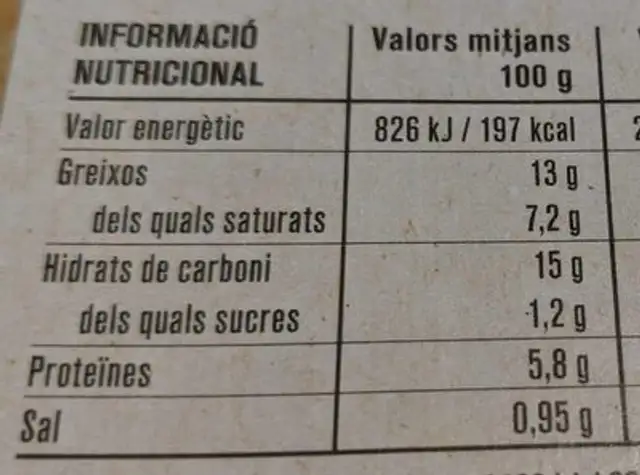 INFORMACIÓ NUTRICIONAL Valors mitjans 100 g
Valor energètic 826 kJ / 197 kcal
Greixos 13 g
dels quals saturats 7,2 g
Hidrats de carboni 15 g
dels quals sucres 1,2 g
Proteïnes 5,8 g
Sal 0,95 g